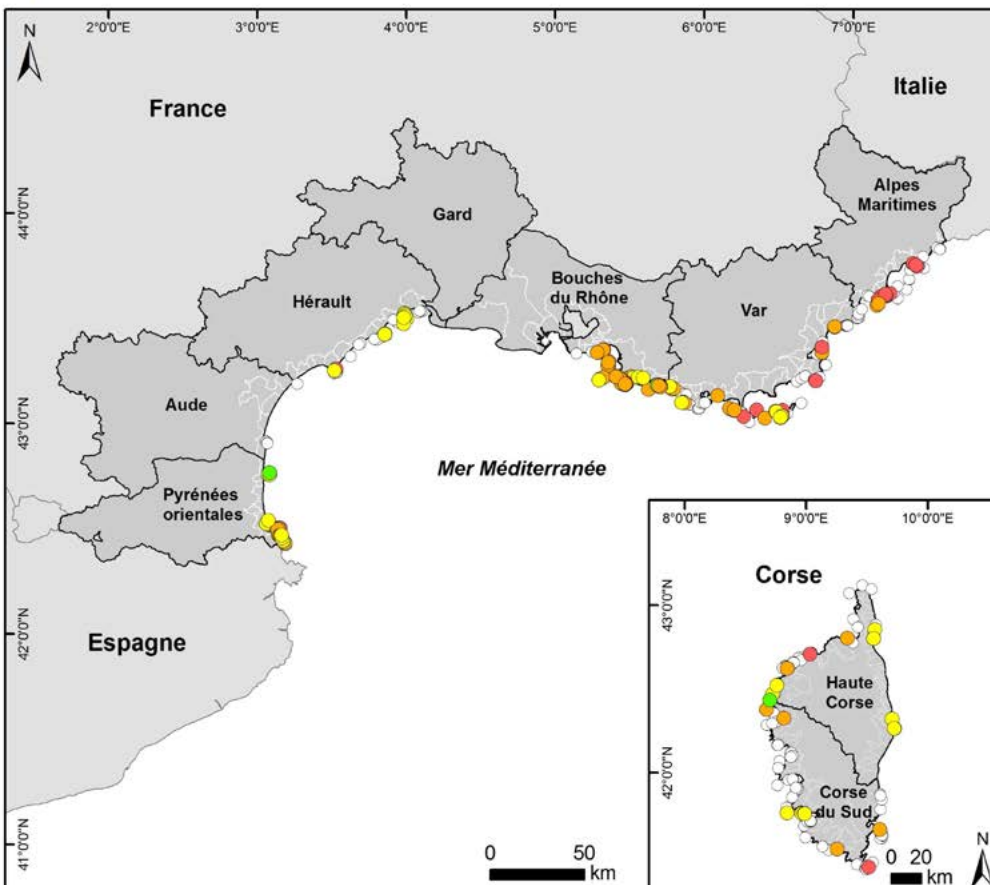 2°0'0"E 3°0'0"E 4°0'0"E 5°0'0"E 6°0'0"E 7°0'0"E
N
Italie
France
Alpes
Maritimes
44°0'0"N
Gard
Bouches
du Rhône
Hérault
Var
Aude
43°0'0"N
Mer Méditerranée
Pyrénées
orientales
8°0'0"E 9°0'0"E 10°0'0"E
Corse
43°0'0"N
42°0'0"N
Espagne
Haute
Corse
42°0'0"N
Corse
du Sud
41°0'0"N
0 50
km
0 20
km
N